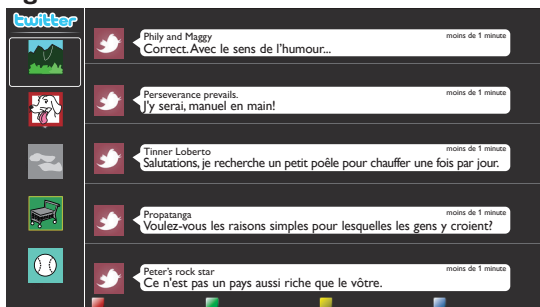 twitter
Phily and Maggy
moins de 1 minute
Correct. Avec le sens de l'humour...
Perseverance prevails.
moins de 1 minute
J'y serai, manuel en main!
Tinner Loberto
moins de 1 minute
Salutations, je recherche un petit poêle pour chauffer une fois par jour.
Propatanga
moins de 1 minute
Voulez-vous les raisons simples pour lesquelles les gens y croient?
Peter's rock star
moins de 1 minute
Ce n'est pas un pays aussi riche que le vôtre.